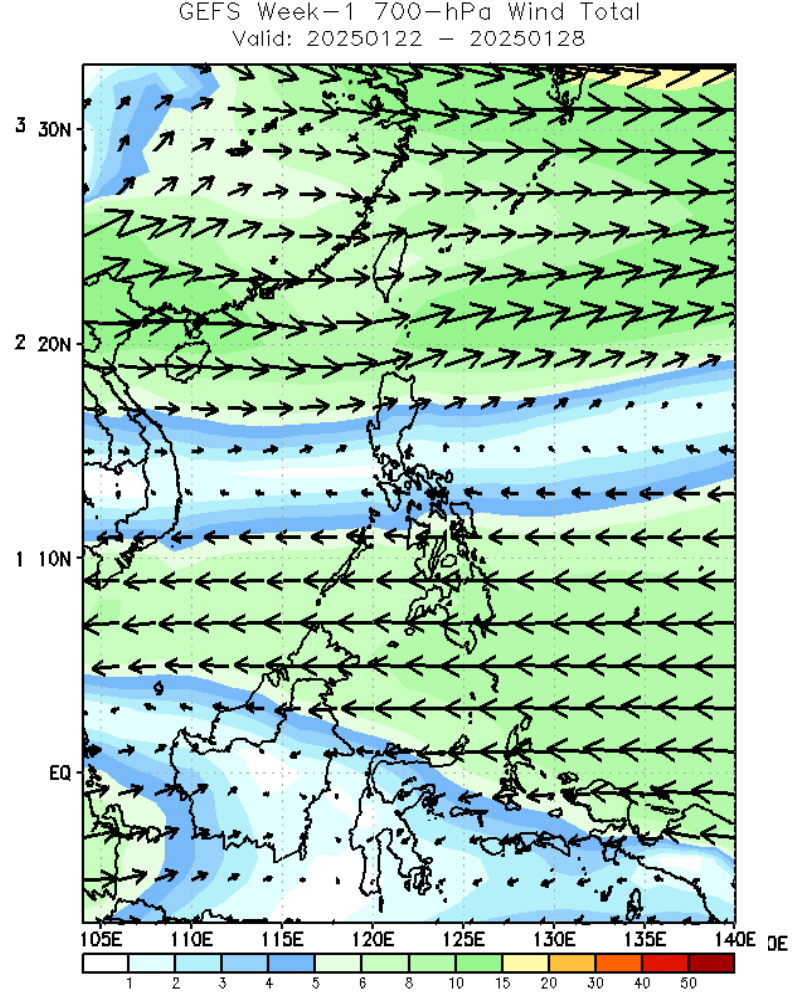 GEFS Week-1 700-hPa Wind Total
Valid: 20250122 - 20250128
3 30N
2 20N
1 10N
EQ
105E 110E 115E 120E 125E 130E 135E 140E 0E
1 2 3 4 5 6 8 10 15 20 30 40 50